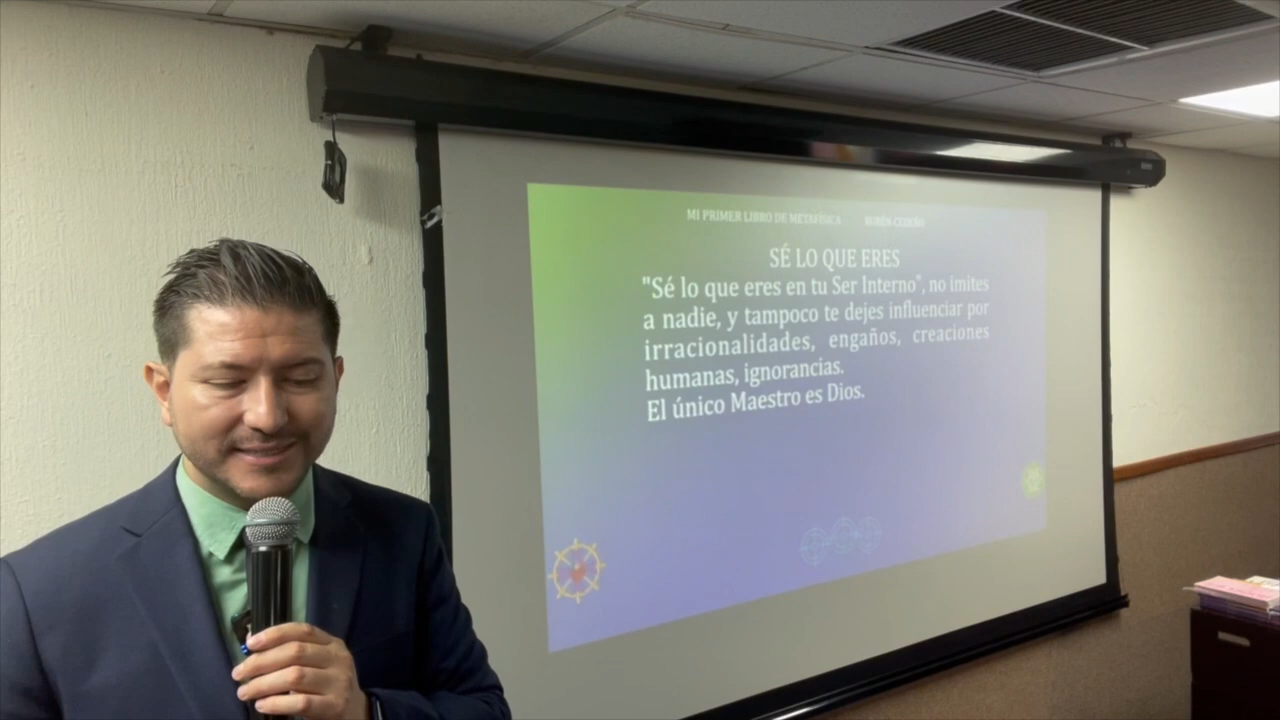 MI PRIMER LIBRO DE METAFÍSICA RUBÉN CEDEÑO
SÉ LO QUE ERES
"Sé lo que eres en tu Ser Interno", no imites
a nadie, y tampoco te dejes influenciar por
irracionalidades, engaños, creaciones
humanas, ignorancias.
El único Maestro es Dios.